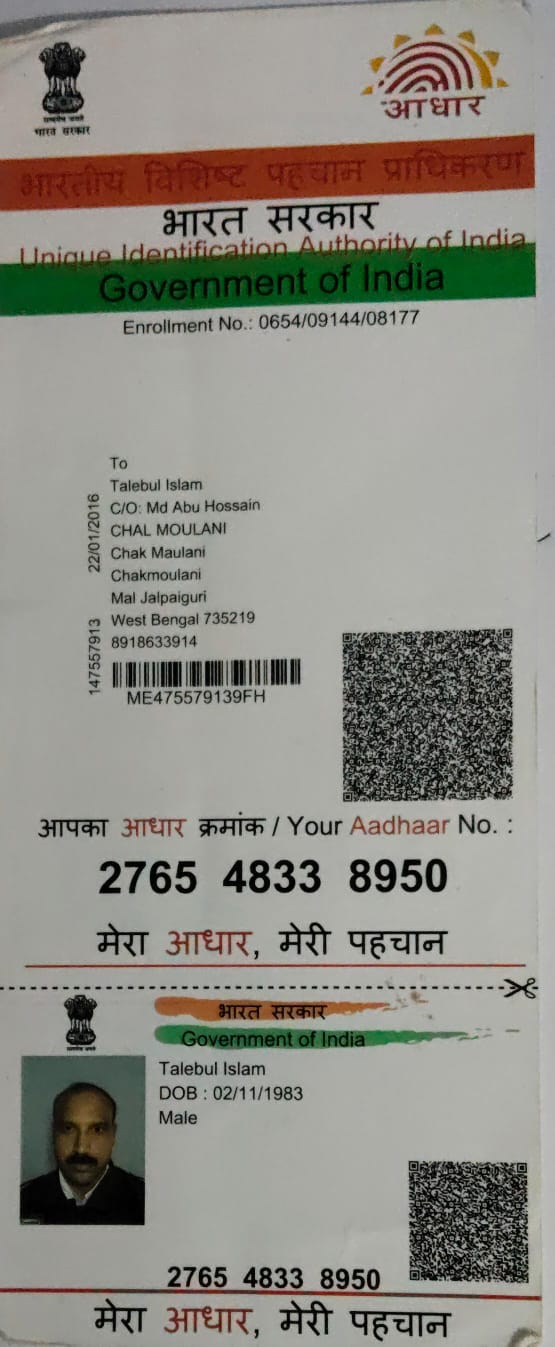 भारत सरकार
आधार
भारतीय विशिष्ट पहचान प्राधिकरण
भारत सरकार
Unique Identification Authority of India
Government of India
Enrollment No.: 0654/09144/08177
To
Talebul Islam
C/O: Md Abu Hossain
CHAL MOULANI
Chak Maulani
Chakmoulani
Mal Jalpaiguri
West Bengal 735219
8918633914
22/01/2016
147557913
ME475579139FH
आपका आधार क्रमांक / Your Aadhaar No. :
2765 4833 8950
मेरा आधार, मेरी पहचान
भारत सरकार
Government of India
Talebul Islam
DOB : 02/11/1983
Male
2765 4833 8950
मेरा आधार, मेरी पहचान